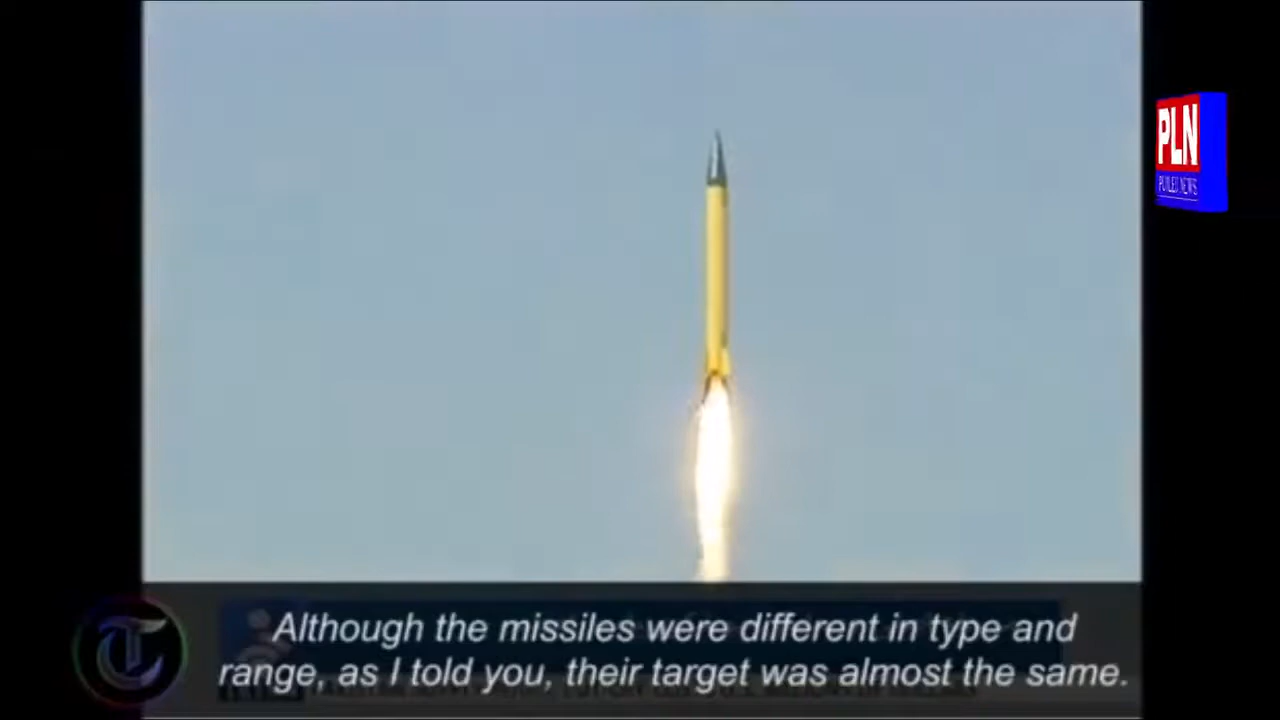 PLN
Although the missiles were different in type and
range, as I told you, their target was almost the same.